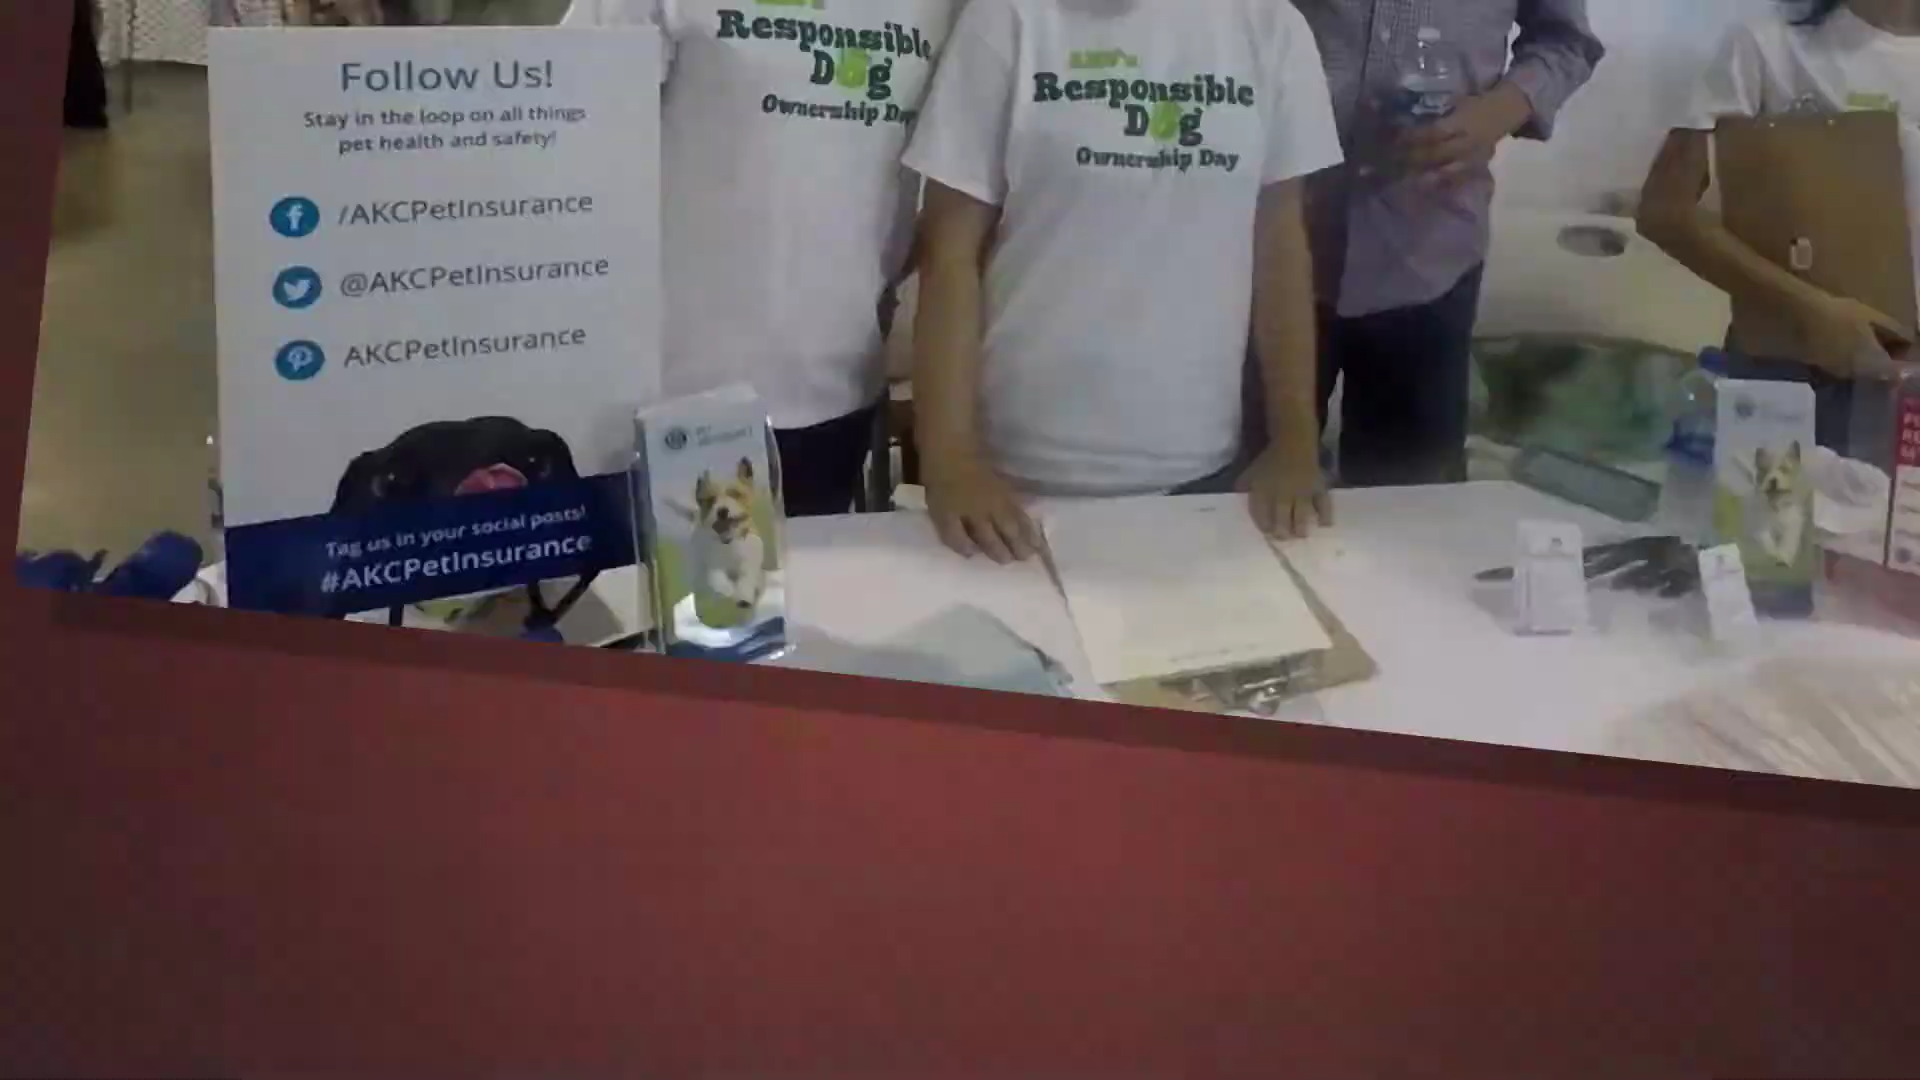 Follow Us!
Stay in the loop on all things
pet health and safety!
/AKCPetInsurance
@AKCPetInsurance
AKCPetInsurance
Tag us in your social posts!
#AKCPetInsurance
Responsible
Dog
Ownership Day
Responsible
Dog
Ownership Day